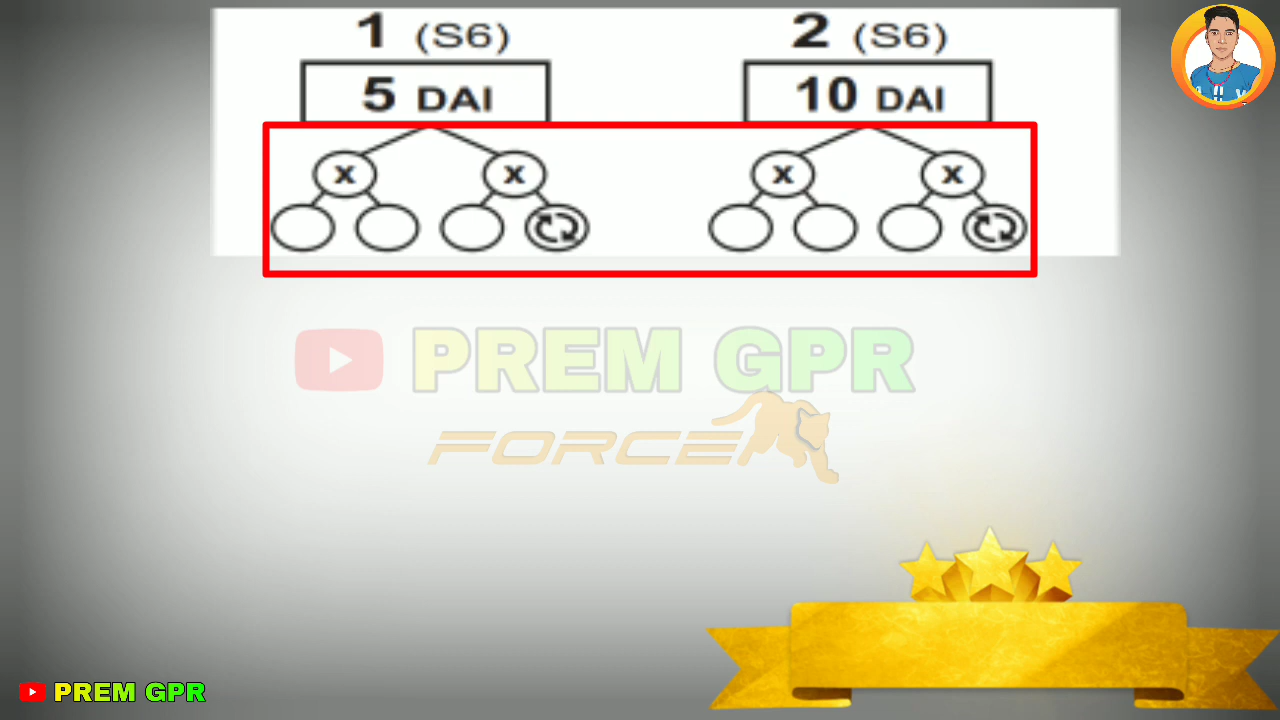 1 (S6)
5 DAI
x x
2 (S6)
10 DAI
x x
PREM GPR
FORCE
PREM GPR